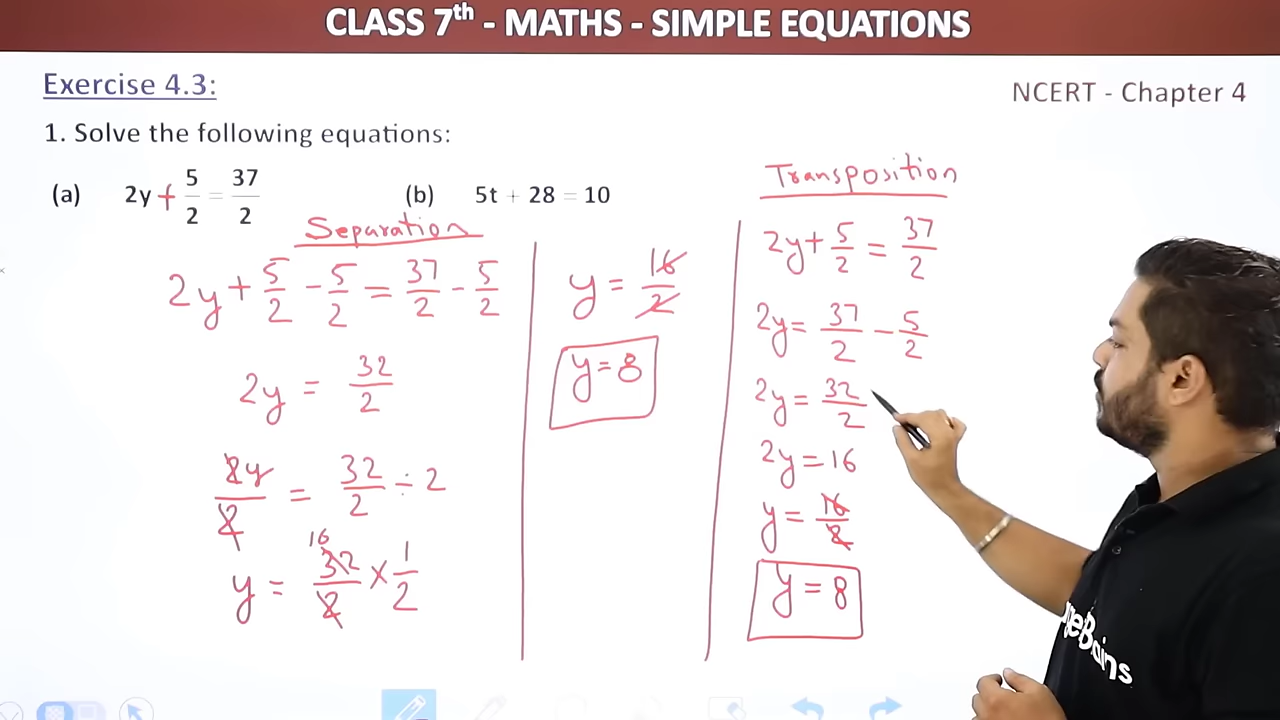 CLASS 7th - MATHS - SIMPLE EQUATIONS
Exercise 4.3:
NCERT - Chapter 4
1. Solve the following equations:
(a) 2y + 5/2 = 37/2
(b) 5t + 28 = 10
Separation
2y + 5/2 - 5/2 = 37/2 - 5/2
2y = 32/2
2y/2 = 32/2 ÷ 2
16
y = 32/2 × 1/2
y = 16/2
y = 8
Transposition
2y + 5/2 = 37/2
2y = 37/2 - 5/2
2y = 32/2
2y = 16
y = 16/2
y = 8